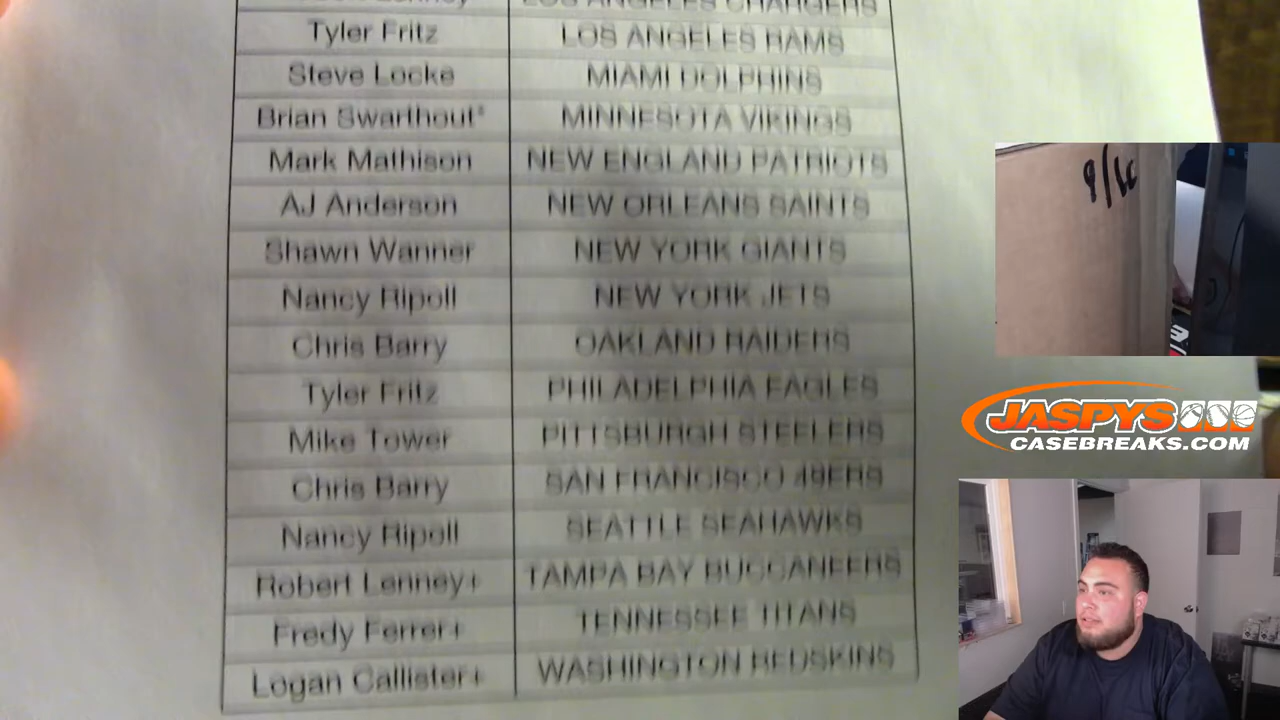 LOS ANGELES CHARGERS
Tyler Fritz LOS ANGELES RAMS
Steve Locke MIAMI DOLPHINS
Brian Swarthout* MINNESOTA VIKINGS
Mark Mathison NEW ENGLAND PATRIOTS
AJ Anderson NEW ORLEANS SAINTS
Shawn Wanner NEW YORK GIANTS
Nancy Ripoll NEW YORK JETS
Chris Barry OAKLAND RAIDERS
Tyler Fritz PHILADELPHIA EAGLES
Mike Tower PITTSBURGH STEELERS
Chris Barry SAN FRANCISCO 49ERS
Nancy Ripoll SEATTLE SEAHAWKS
Robert Lenney+ TAMPA BAY BUCCANEERS
Fredy Ferrer+ TENNESSEE TITANS
Logan Callister+ WASHINGTON REDSKINS
JASPYS
CASEBREAKS.COM